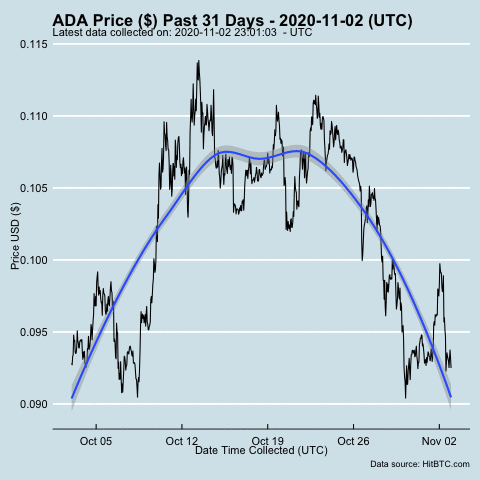 ADA Price ($) Past 31 Days - 2020-11-02 (UTC)
Latest data collected on: 2020-11-02 23:01:03 - UTC
0.115
0.110
0.105
0.100
0.095
0.090
Price USD ($)
Oct 05 Oct 12 Oct 19 Oct 26 Nov 02
Date Time Collected (UTC)
Data source: HitBTC.com